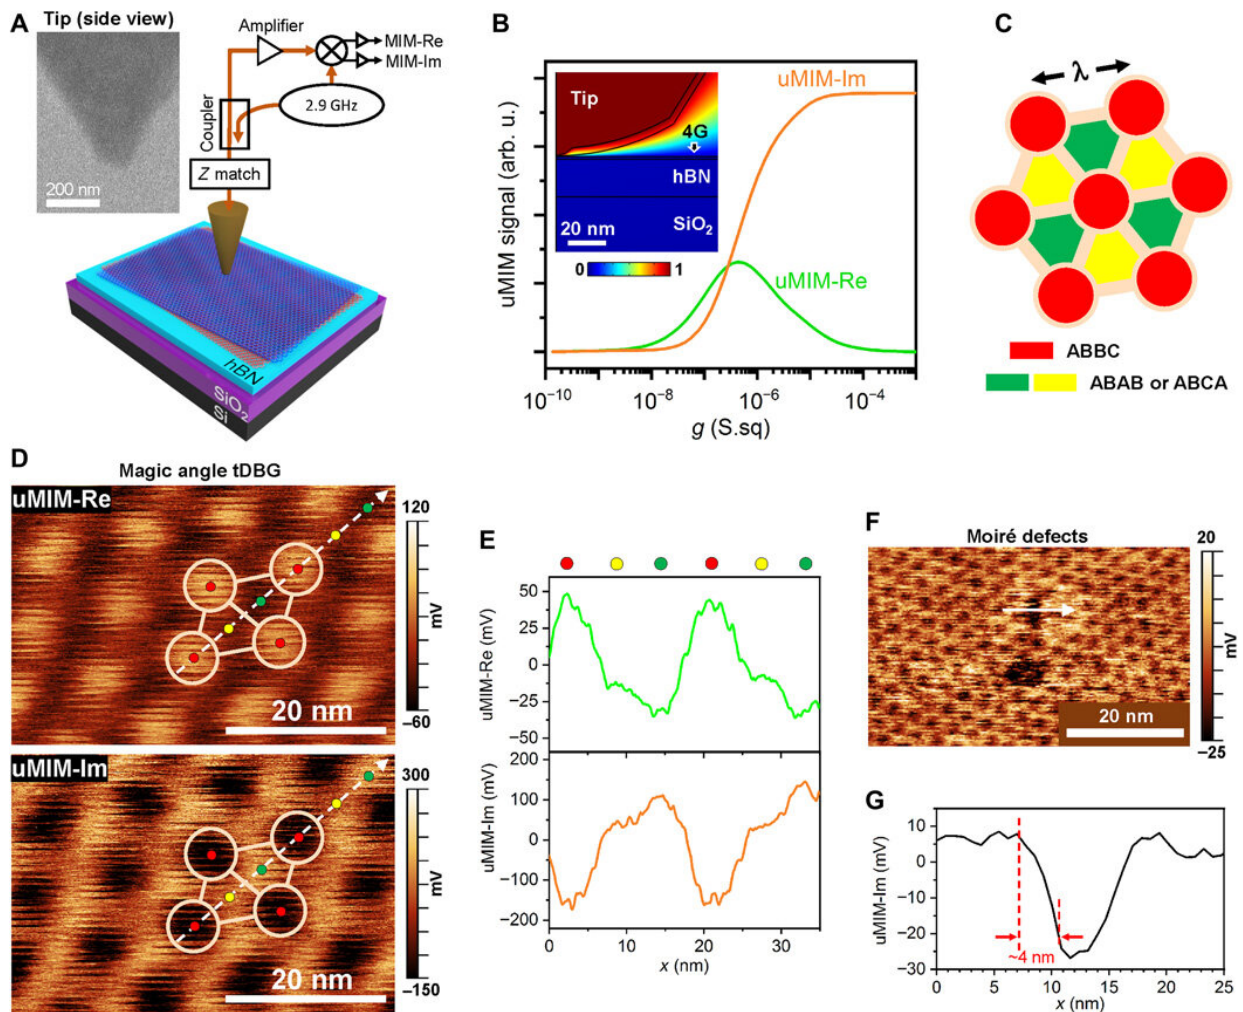 A
Tip (side view)
200 nm
Amplifier
MIM-Re
MIM-Im
2.9 GHz
Coupler
Z match
hBN
SiO2
Si
B
uMIM signal (arb. u.)
uMIM-Im
Tip
4G
hBN
SiO2
20 nm
0 1
uMIM-Re
10−10 10−8 10−6 10−4
g (S.sq)
C
λ
ABBC
ABAB or ABCA
D
Magic angle tDBG
uMIM-Re
120
mV
−60
20 nm
uMIM-Im
300
mV
−150
20 nm
E
50
25
0
−25
−50
uMIM-Re (mV)
200
100
0
−100
−200
uMIM-Im (mV)
0 10 20 30
x (nm)
F
Moiré defects
20
mV
−25
20 nm
G
10
0
−10
−20
−30
uMIM-Im (mV)
~4 nm
0 5 10 15 20 25
x (nm)